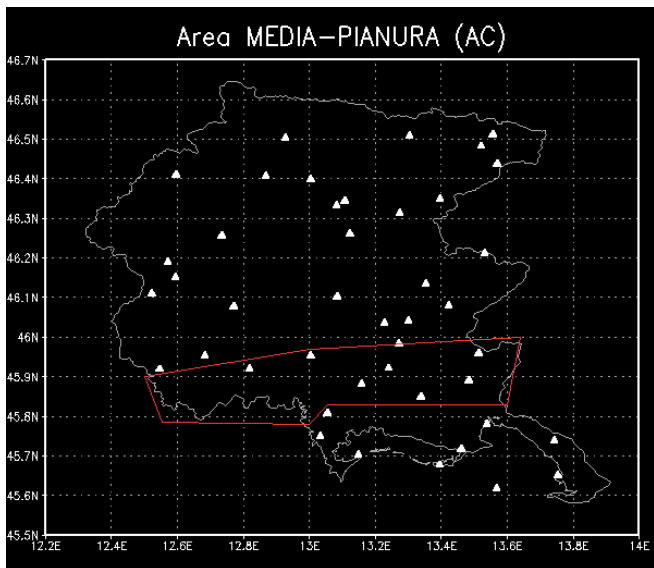 Area MEDIA-PIANURA (AC)
46.7N
46.6N
46.5N
46.4N
46.3N
46.2N
46.1N
46N
45.9N
45.8N
45.7N
45.6N
45.5N
12.2E 12.4E 12.6E 12.8E 13E 13.2E 13.4E 13.6E 13.8E 14E